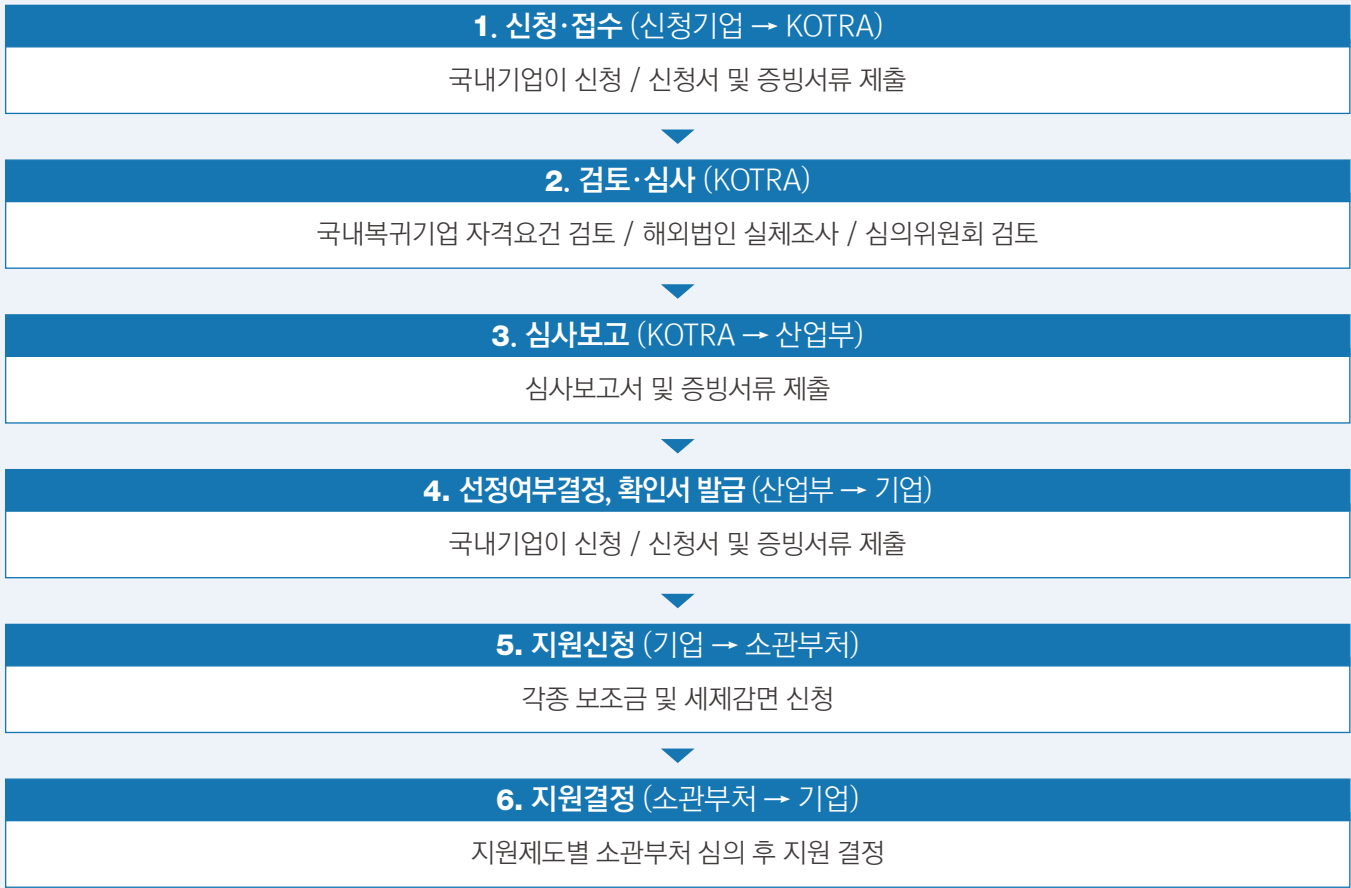 1. 신청·접수 (신청기업 → KOTRA)
국내기업이 신청 / 신청서 및 증빙서류 제출
2. 검토·심사 (KOTRA)
국내복귀기업 자격요건 검토 / 해외법인 실체조사 / 심의위원회 검토
3. 심사보고 (KOTRA → 산업부)
심사보고서 및 증빙서류 제출
4. 선정여부결정, 확인서 발급 (산업부 → 기업)
국내기업이 신청 / 신청서 및 증빙서류 제출
5. 지원신청 (기업 → 소관부처)
각종 보조금 및 세제감면 신청
6. 지원결정 (소관부처 → 기업)
지원제도별 소관부처 심의 후 지원 결정